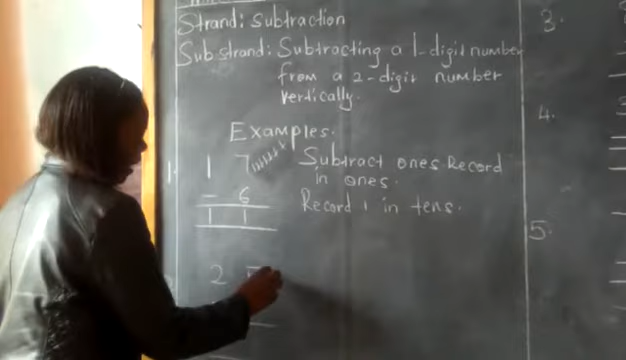 Strand: Subtraction
Sub strand: Subtracting a 1-digit number
from a 2-digit number
vertically.
Examples.
1.
1 7 Subtract ones. Record
in ones.
- 6
1 1 Record 1 in tens.
2
3.
4.
5.